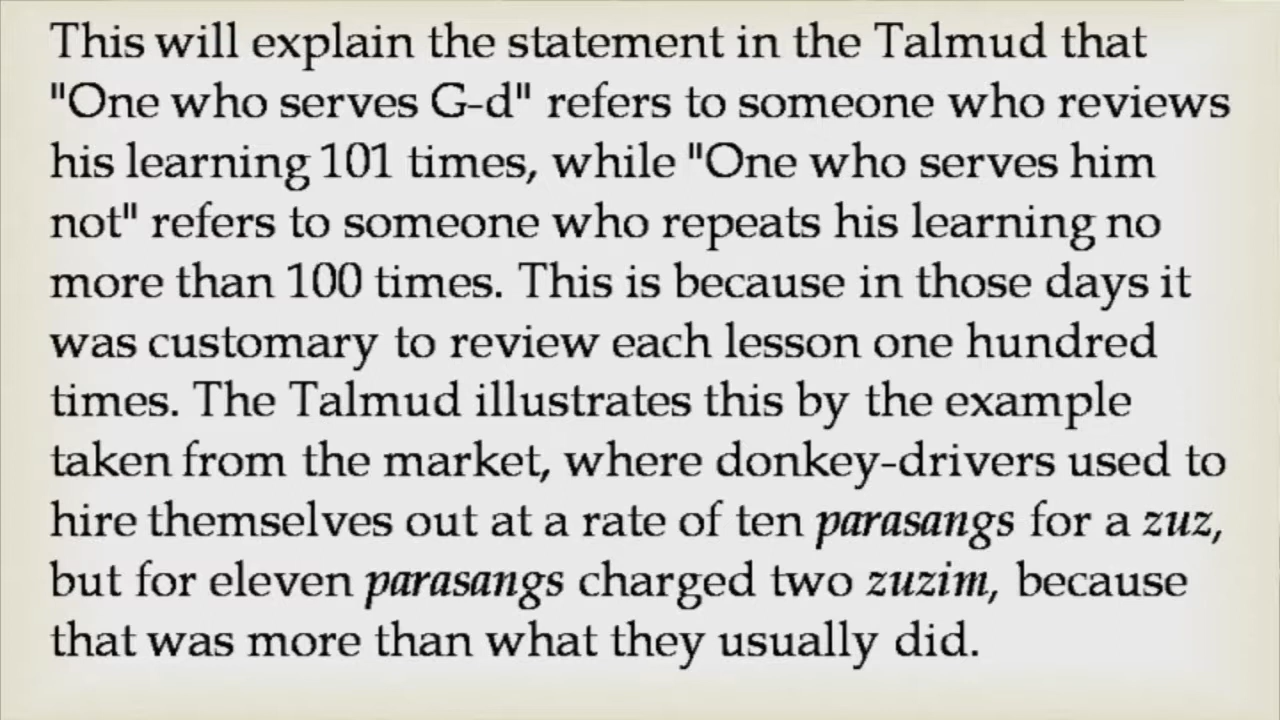 This will explain the statement in the Talmud that
"One who serves G-d" refers to someone who reviews
his learning 101 times, while "One who serves him
not" refers to someone who repeats his learning no
more than 100 times. This is because in those days it
was customary to review each lesson one hundred
times. The Talmud illustrates this by the example
taken from the market, where donkey-drivers used to
hire themselves out at a rate of ten parasangs for a zuz,
but for eleven parasangs charged two zuzim, because
that was more than what they usually did.